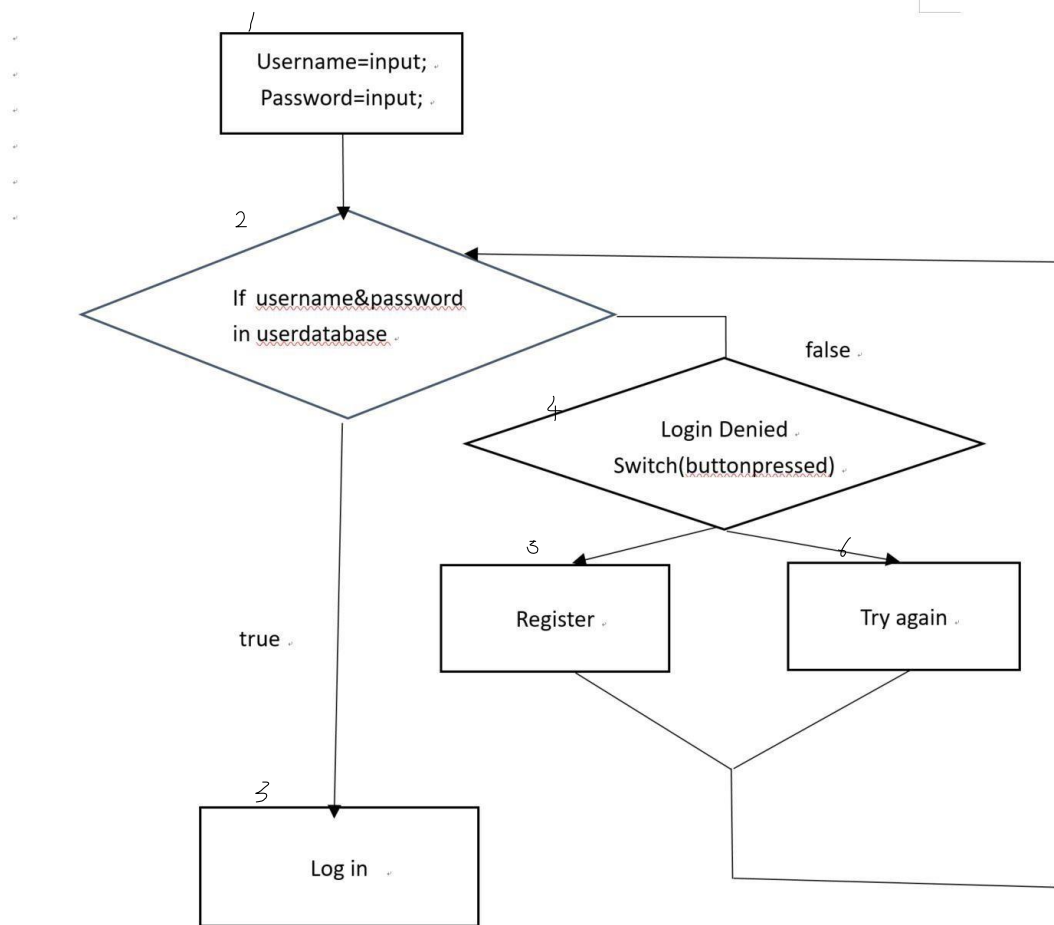 1
Username=input;
Password=input;
2
If username&password
in userdatabase
false
4
Login Denied
Switch(buttonpressed)
5
6
Register
Try again
true
3
Log in